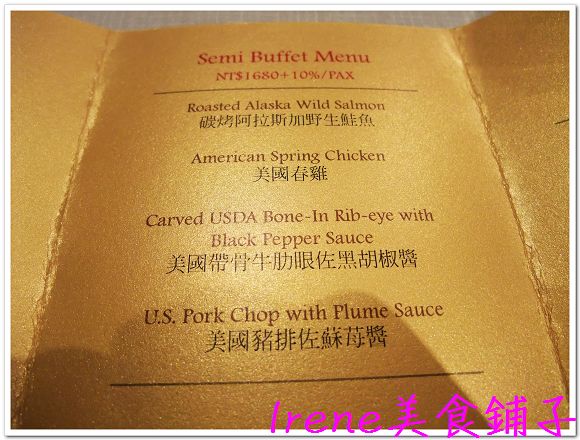 Semi Buffet Menu
NT$1680+10%/PAX
Roasted Alaska Wild Salmon
碳烤阿拉斯加野生鮭魚
American Spring Chicken
美國春雞
Carved USDA Bone-In Rib-eye with
Black Pepper Sauce
美國帶骨牛肋眼佐黑胡椒醬
U.S. Pork Chop with Plume Sauce
美國豬排佐蘇苺醬
Irene美食鋪子